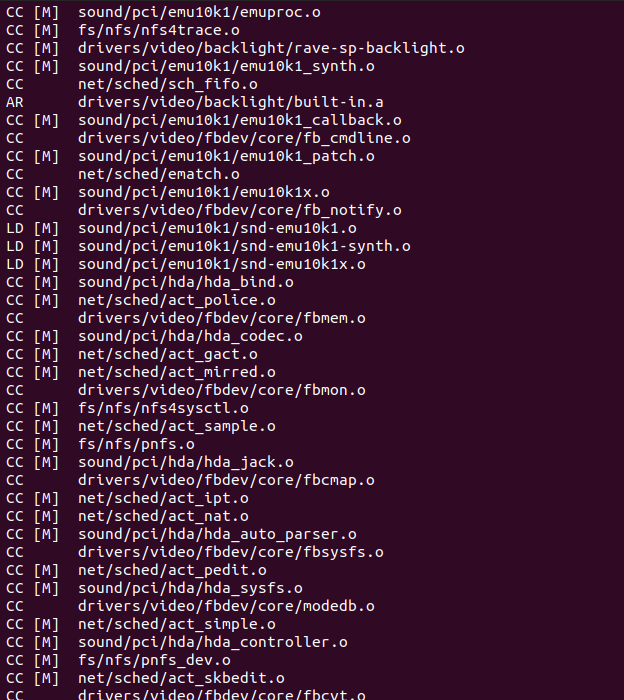 CC [M]  sound/pci/emu10k1/emuproc.o
CC [M]  fs/nfs/nfs4trace.o
CC [M]  drivers/video/backlight/rave-sp-backlight.o
CC [M]  sound/pci/emu10k1/emu10k1_synth.o
CC      net/sched/sch_fifo.o
AR      drivers/video/backlight/built-in.a
CC [M]  sound/pci/emu10k1/emu10k1_callback.o
CC      drivers/video/fbdev/core/fb_cmdline.o
CC [M]  sound/pci/emu10k1/emu10k1_patch.o
CC      net/sched/ematch.o
CC [M]  sound/pci/emu10k1/emu10k1x.o
CC      drivers/video/fbdev/core/fb_notify.o
LD [M]  sound/pci/emu10k1/snd-emu10k1.o
LD [M]  sound/pci/emu10k1/snd-emu10k1-synth.o
LD [M]  sound/pci/emu10k1/snd-emu10k1x.o
CC [M]  sound/pci/hda/hda_bind.o
CC [M]  net/sched/act_police.o
CC      drivers/video/fbdev/core/fbmem.o
CC [M]  sound/pci/hda/hda_codec.o
CC [M]  net/sched/act_gact.o
CC [M]  net/sched/act_mirred.o
CC      drivers/video/fbdev/core/fbmon.o
CC [M]  fs/nfs/nfs4sysctl.o
CC [M]  net/sched/act_sample.o
CC [M]  fs/nfs/pnfs.o
CC [M]  sound/pci/hda/hda_jack.o
CC      drivers/video/fbdev/core/fbcmap.o
CC [M]  net/sched/act_ipt.o
CC [M]  net/sched/act_nat.o
CC [M]  sound/pci/hda/hda_auto_parser.o
CC      drivers/video/fbdev/core/fbsysfs.o
CC [M]  net/sched/act_pedit.o
CC [M]  sound/pci/hda/hda_sysfs.o
CC      drivers/video/fbdev/core/modedb.o
CC [M]  net/sched/act_simple.o
CC [M]  sound/pci/hda/hda_controller.o
CC [M]  fs/nfs/pnfs_dev.o
CC [M]  net/sched/act_skbedit.o
CC      drivers/video/fbdev/core/fbcvt.o